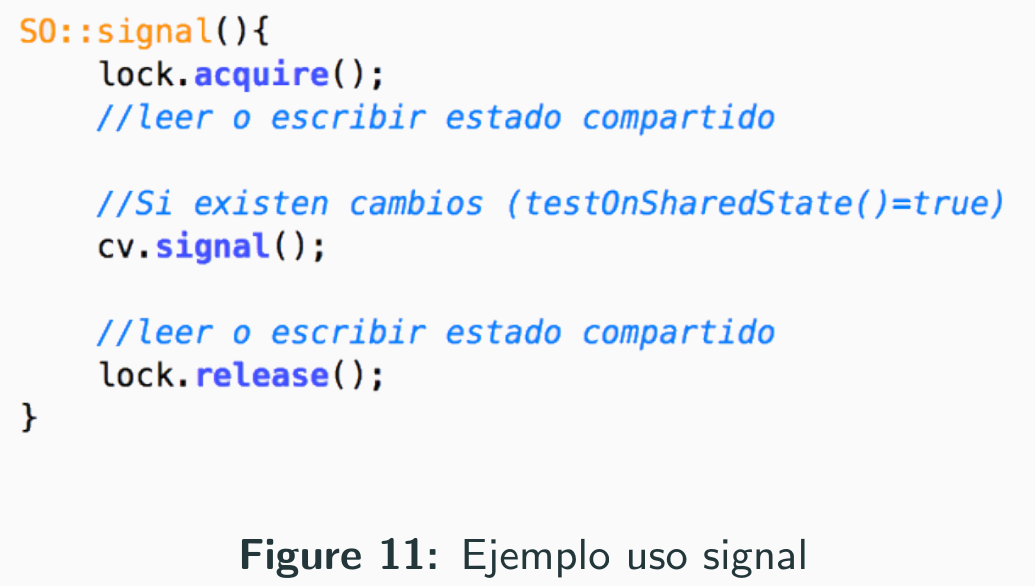 SO::signal(){
lock.acquire();
//leer o escribir estado compartido
//Si existen cambios (testOnSharedState()=true)
cv.signal();
//leer o escribir estado compartido
lock.release();
}
Figure 11: Ejemplo uso signal